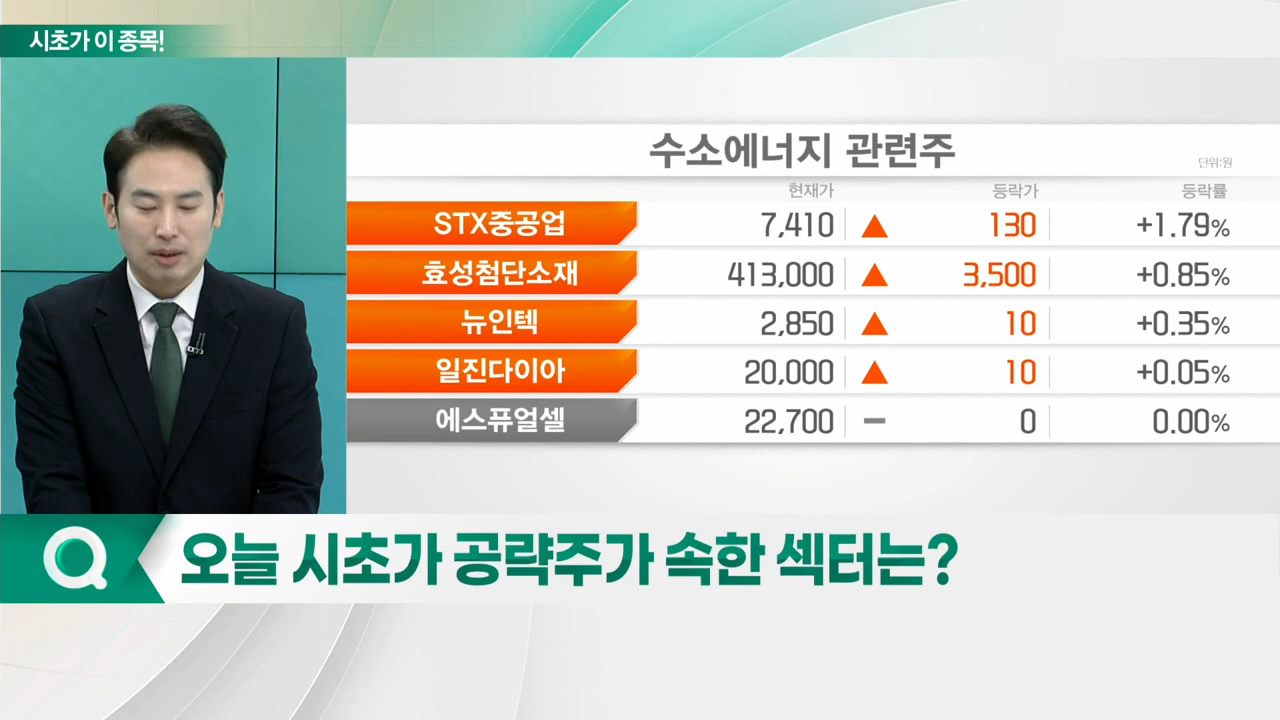 시초가 이 종목!
수소에너지 관련주
단위:원
현재가 등락가 등락률
STX중공업 7,410 ▲ 130 +1.79%
효성첨단소재 413,000 ▲ 3,500 +0.85%
뉴인텍 2,850 ▲ 10 +0.35%
일진다이아 20,000 ▲ 10 +0.05%
에스퓨얼셀 22,700 - 0 0.00%
오늘 시초가 공략주가 속한 섹터는?